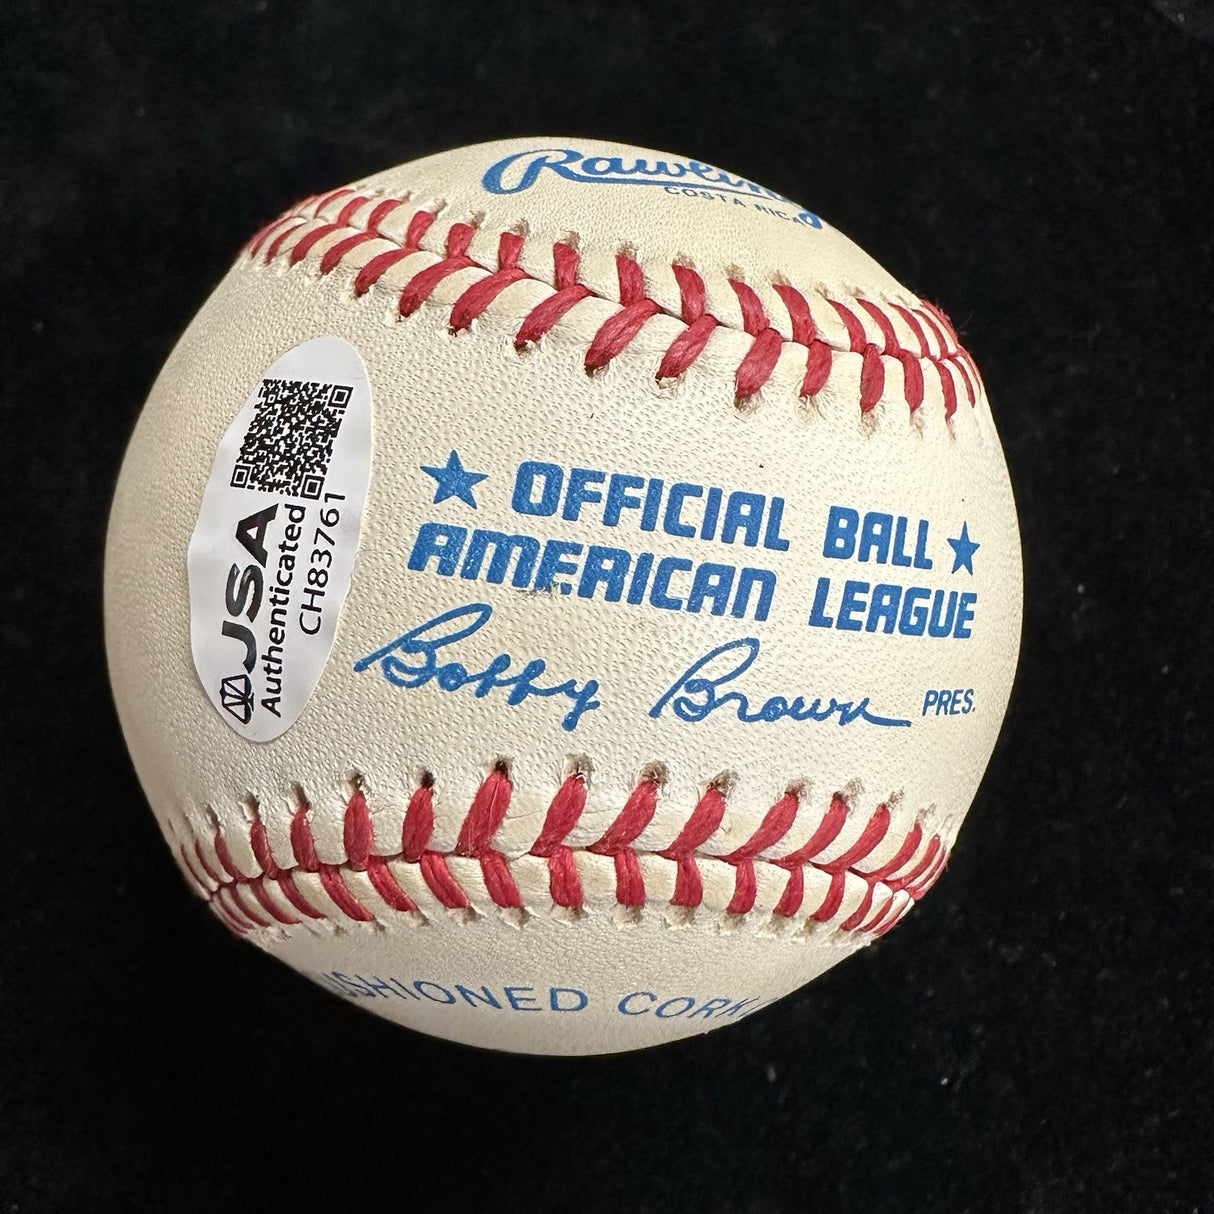 Rawlings
COSTA RICA
OFFICIAL BALL
AMERICAN LEAGUE
Bobby Brown PRES.
CUSHIONED CORK
JSA
Authenticated
CH83761